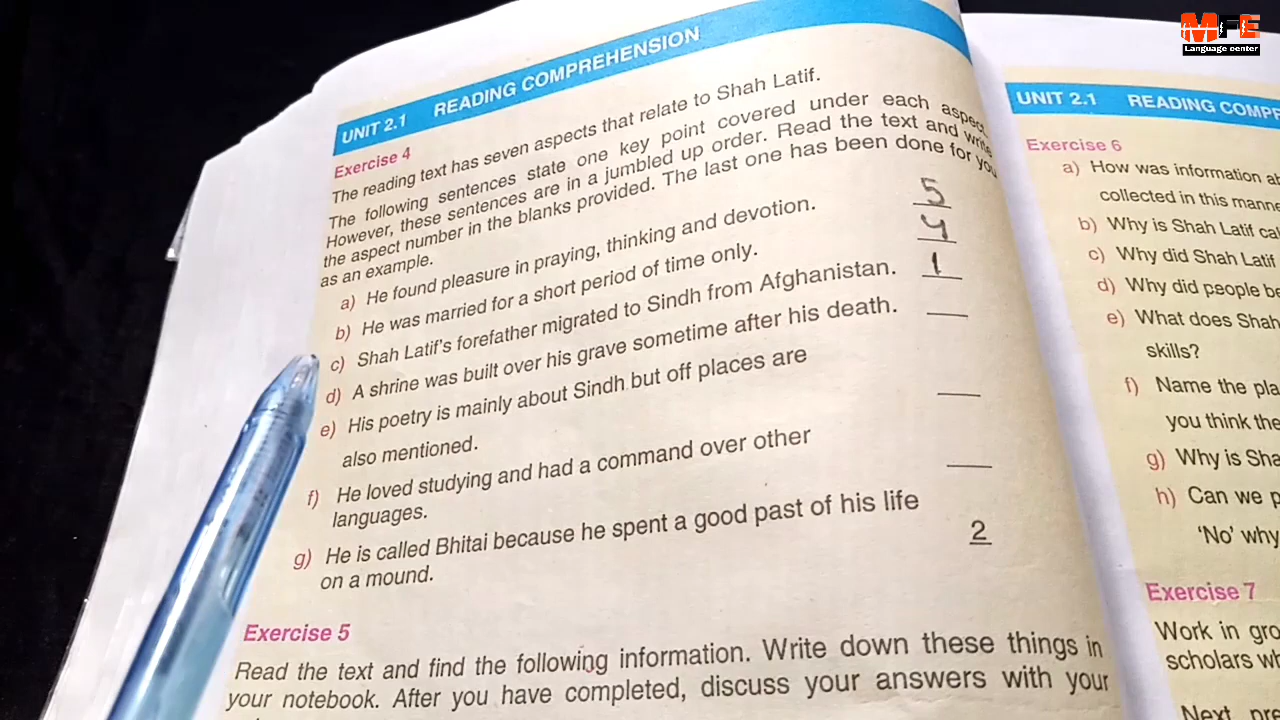 MFE
Language center
UNIT 2.1 READING COMPREHENSION
Exercise 4
The reading text has seven aspects that relate to Shah Latif.
The following sentences state one key point covered under each aspect.
However, these sentences are in a jumbled up order. Read the text and write
the aspect number in the blanks provided. The last one has been done for you
as an example.
a) He found pleasure in praying, thinking and devotion. 5
b) He was married for a short period of time only. 4
c) Shah Latif's forefather migrated to Sindh from Afghanistan. 1
d) A shrine was built over his grave sometime after his death.
e) His poetry is mainly about Sindh but off places are
also mentioned.
f) He loved studying and had a command over other
languages.
g) He is called Bhitai because he spent a good past of his life
on a mound. 2
Exercise 5
Read the text and find the following information. Write down these things in
your notebook. After you have completed, discuss your answers with your
UNIT 2.1 READING
Exercise 6
a) How was information
collected in this
b) Why is Shah Latif
c) Why did Shah Latif
d) Why did people
e) What does Shah
skills?
f) Name the
you think the
g) Why is
h) Can we
'No' why
Exercise 7
Work in
scholars
Next